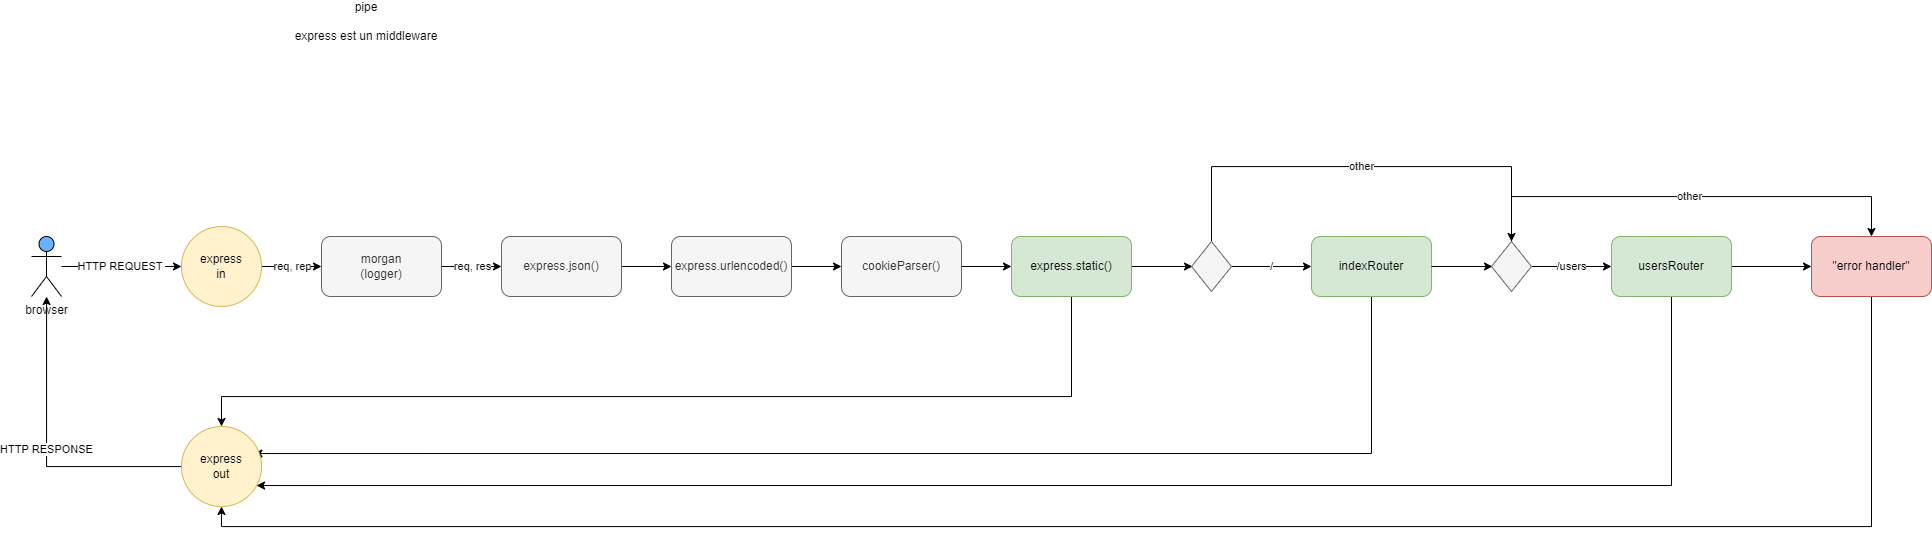 pipe
express est un middleware
other
other
HTTP REQUEST
express
in
req, rep
morgan
(logger)
req, res
express.json()
express.urlencoded()
cookieParser()
express.static()
/
indexRouter
/users
usersRouter
"error handler"
browser
HTTP RESPONSE
express
out